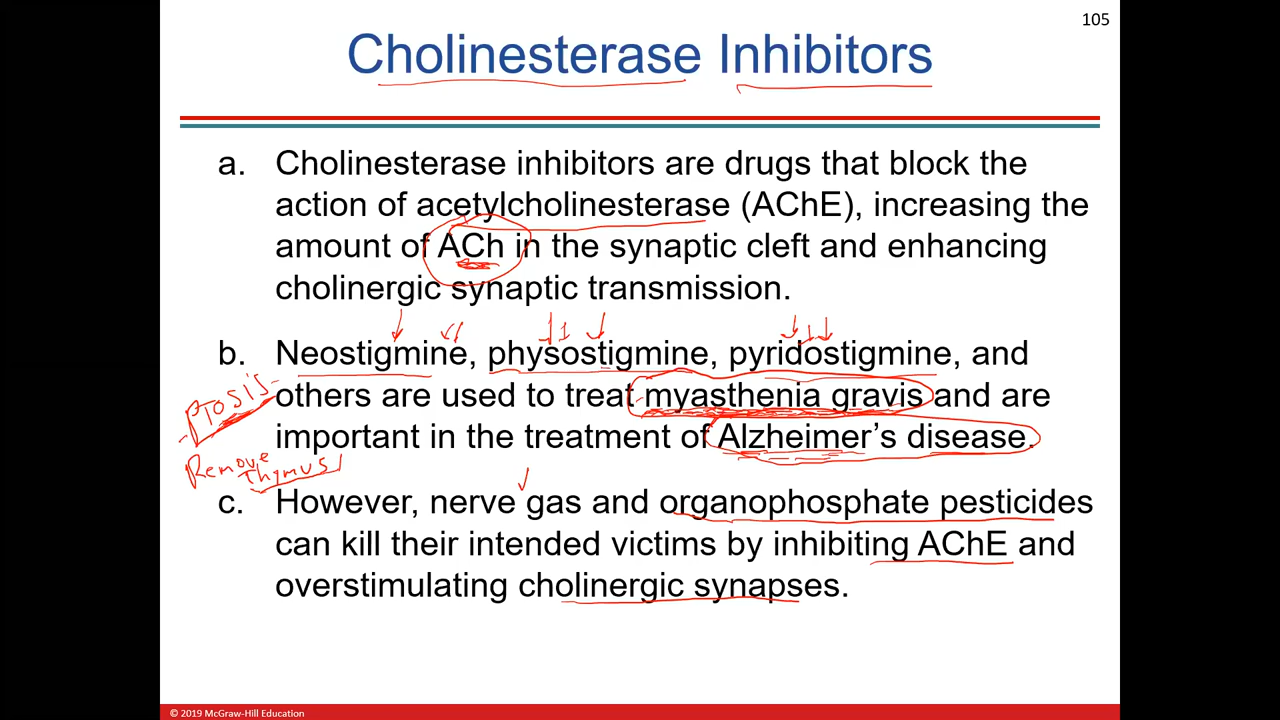 105
Cholinesterase Inhibitors
a. Cholinesterase inhibitors are drugs that block the
action of acetylcholinesterase (AChE), increasing the
amount of ACh in the synaptic cleft and enhancing
cholinergic synaptic transmission.
b. Neostigmine, physostigmine, pyridostigmine, and
others are used to treat myasthenia gravis and are
important in the treatment of Alzheimer’s disease.
PTOSIS
Remove
Thymus
c. However, nerve gas and organophosphate pesticides
can kill their intended victims by inhibiting AChE and
overstimulating cholinergic synapses.
© 2019 McGraw-Hill Education